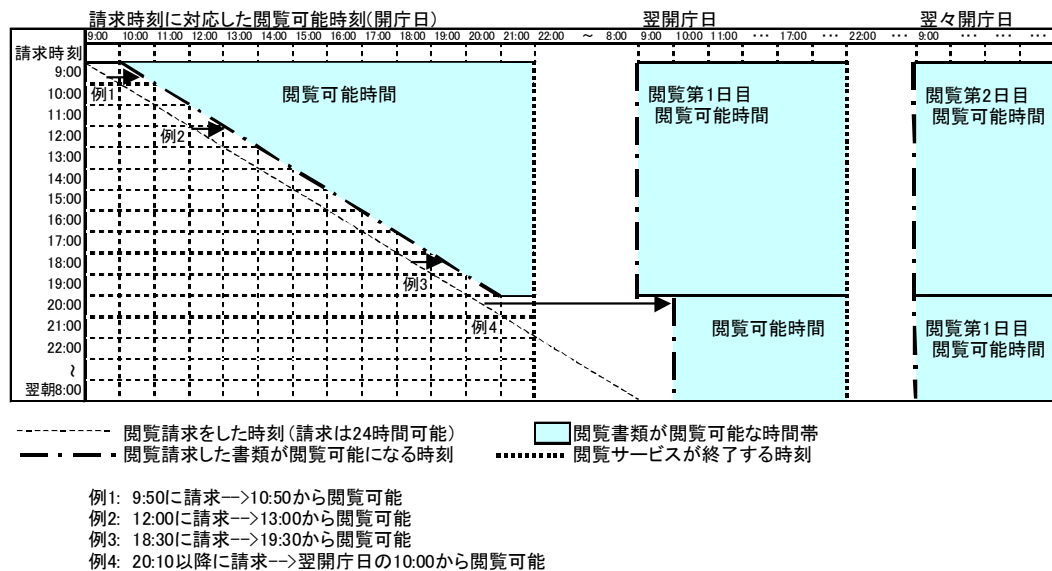 請求時刻に対応した閲覧可能時刻(開庁日) 翌開庁日 翌々開庁日
9:00 10:00 11:00 12:00 13:00 14:00 15:00 16:00 17:00 18:00 19:00 20:00 21:00 22:00 ～ 8:00 9:00 10:00 11:00 … 17:00 … 22:00 … 9:00 … … …
請求時刻
9:00
10:00
11:00
12:00
13:00
14:00
15:00
16:00
17:00
18:00
19:00
20:00
21:00
22:00
～
翌朝8:00
例1
例2
例3
例4
閲覧可能時間
閲覧第1日目
閲覧可能時間
閲覧第2日目
閲覧可能時間
閲覧可能時間
閲覧第1日目
閲覧可能時間
閲覧請求をした時刻(請求は24時間可能) 閲覧書類が閲覧可能な時間帯
閲覧請求した書類が閲覧可能になる時刻 閲覧サービスが終了する時刻
例1: 9:50に請求-->10:50から閲覧可能
例2: 12:00に請求-->13:00から閲覧可能
例3: 18:30に請求-->19:30から閲覧可能
例4: 20:10以降に請求-->翌開庁日の10:00から閲覧可能